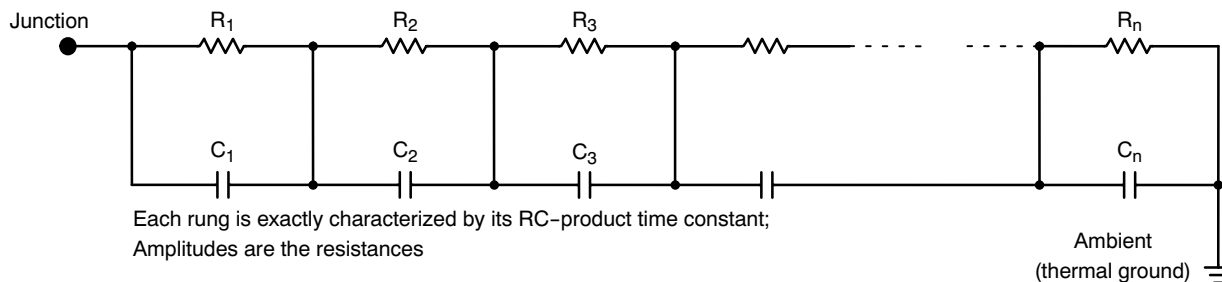 Junction
R1
R2
R3
Rn
C1
C2
C3
Cn
Each rung is exactly characterized by its RC−product time constant;
Amplitudes are the resistances
Ambient
(thermal ground)